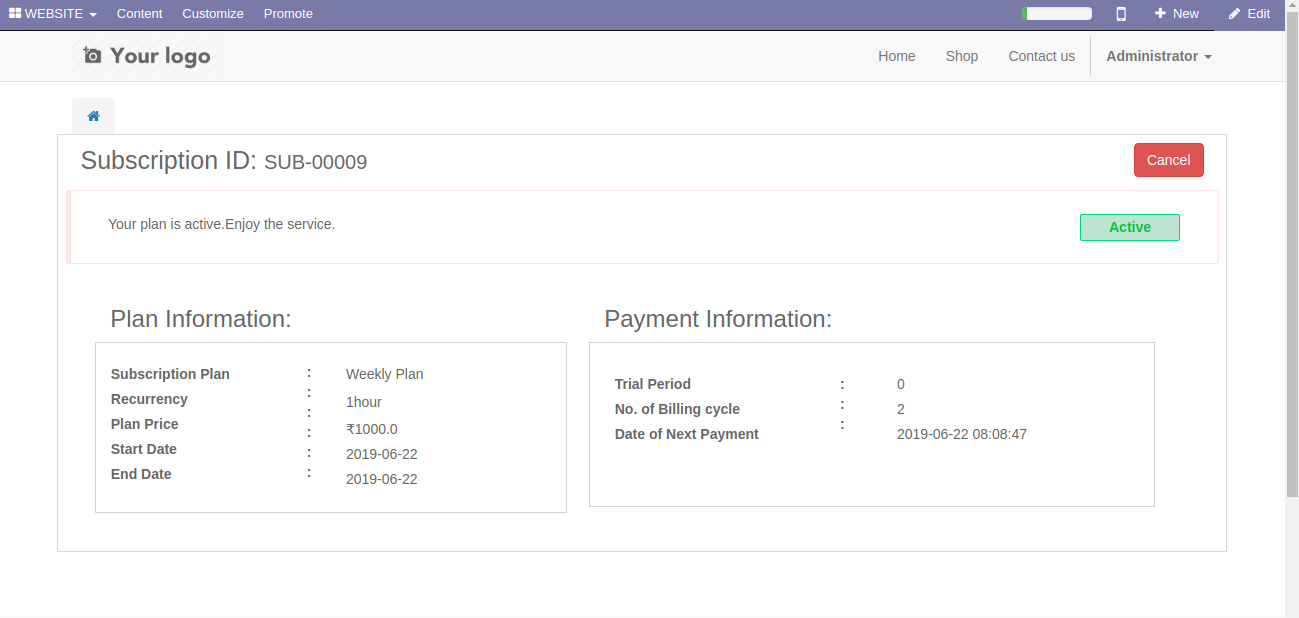 WEBSITE Content Customize Promote New Edit
Your logo Home Shop Contact us Administrator
Subscription ID: SUB-00009 Cancel
Your plan is active.Enjoy the service. Active
Plan Information:
Subscription Plan : Weekly Plan
Recurrency : 1hour
Plan Price : ₹1000.0
Start Date : 2019-06-22
End Date : 2019-06-22
Payment Information:
Trial Period : 0
No. of Billing cycle : 2
Date of Next Payment : 2019-06-22 08:08:47